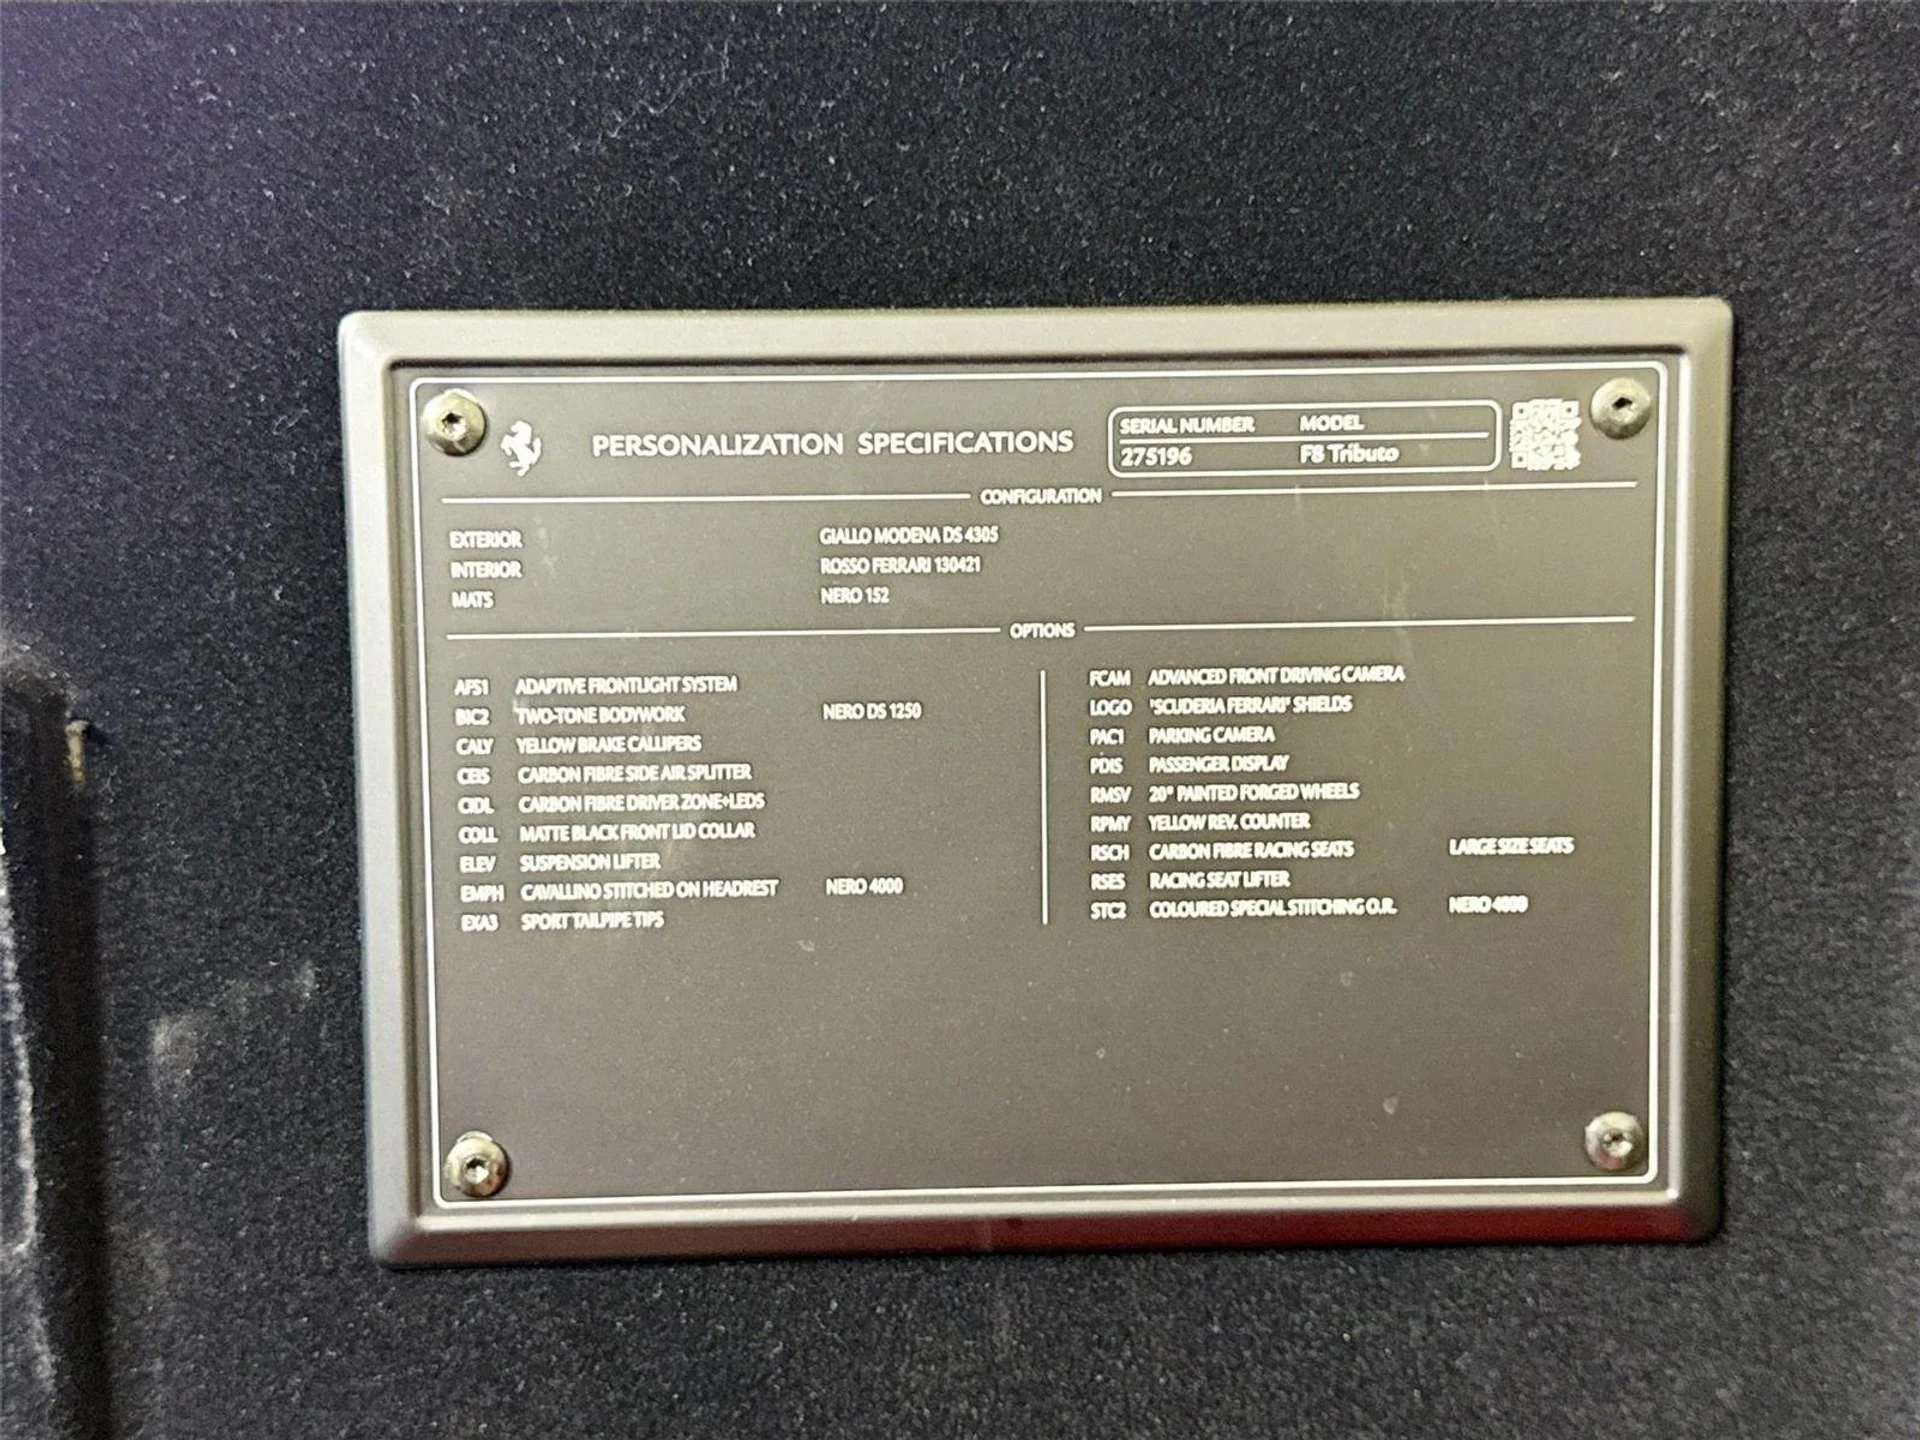 PERSONALIZATION SPECIFICATIONS
SERIAL NUMBER MODEL
275196 F8 Tributo
CONFIGURATION
EXTERIOR GIALLO MODENA DS 4305
INTERIOR ROSSO FERRARI 130421
MATS NERO 152
OPTIONS
AFS1 ADAPTIVE FRONTLIGHT SYSTEM
BIC2 TWO-TONE BODYWORK NERO DS 1250
CALY YELLOW BRAKE CALLIPERS
CEIS CARBON FIBRE SIDE AIR SPLITTER
CIDL CARBON FIBRE DRIVER ZONE+LEDS
COLL MATTE BLACK FRONT LID COLLAR
ELEV SUSPENSION LIFTER
EMPH CAVALLINO STITCHED ON HEADREST NERO 4000
EXA3 SPORT TAILPIPE TIPS
FCAM ADVANCED FRONT DRIVING CAMERA
LOGO "SCUDERIA FERRARI" SHIELDS
PAC1 PARKING CAMERA
PDIS PASSENGER DISPLAY
RMSV 20" PAINTED FORGED WHEELS
RPMY YELLOW REV. COUNTER
RSCH CARBON FIBRE RACING SEATS LARGE SIZE SEATS
RSES RACING SEAT LIFTER
STC2 COLOURED SPECIAL STITCHING O.R. NERO 4000